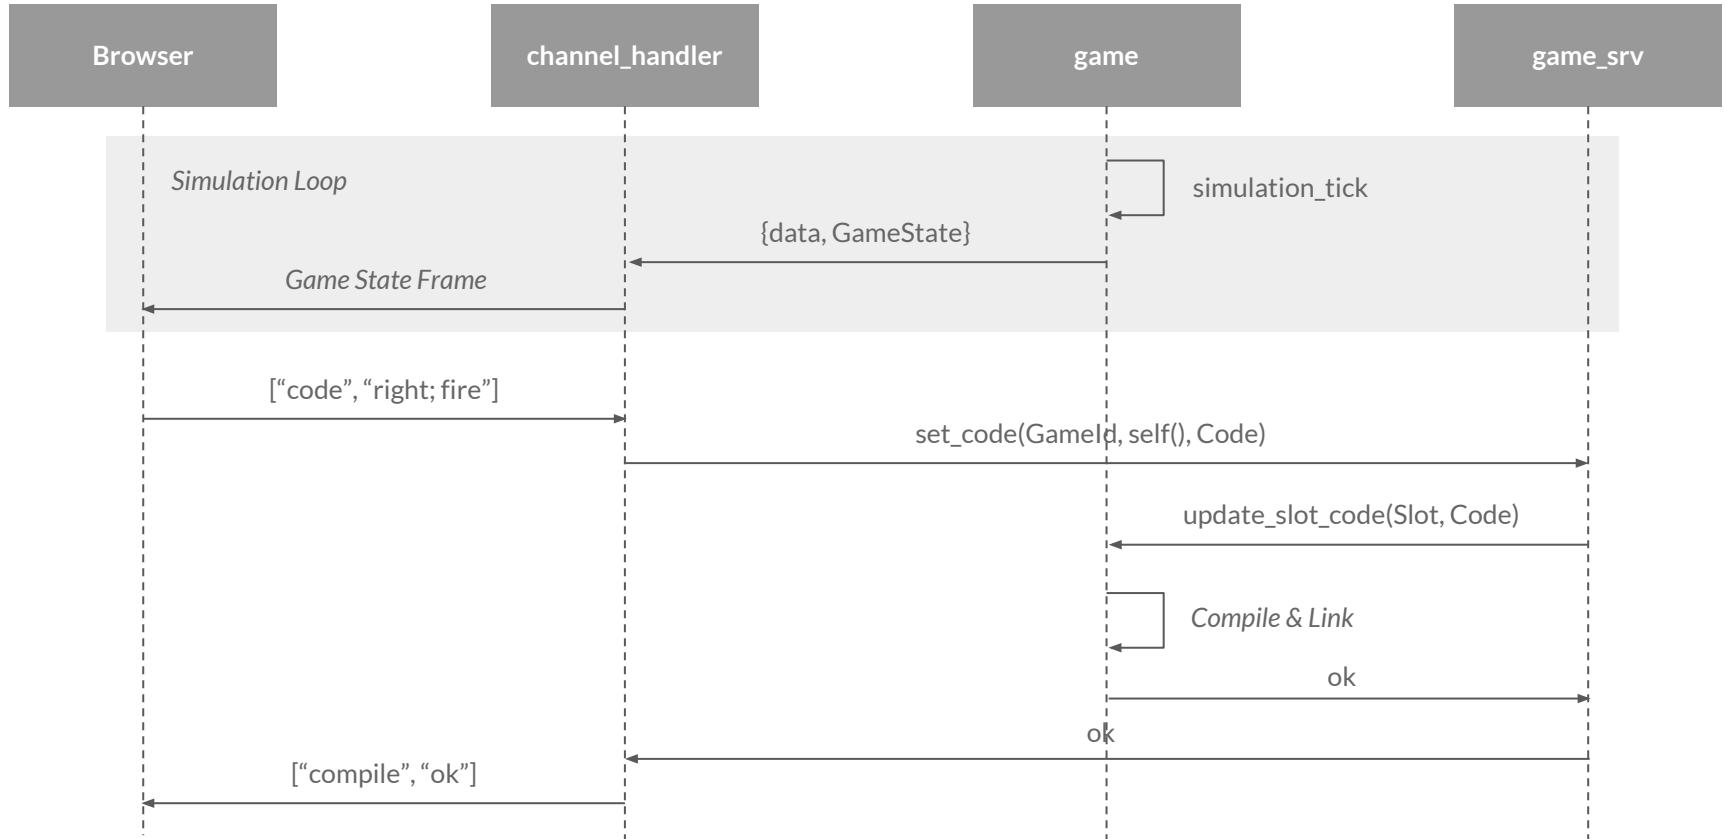 Browser
channel_handler
game
game_srv
Simulation Loop
simulation_tick
{data, GameState}
Game State Frame
[“code”, “right; fire”]
set_code(GameId, self(), Code)
update_slot_code(Slot, Code)
Compile & Link
ok
ok
[“compile”, “ok”]